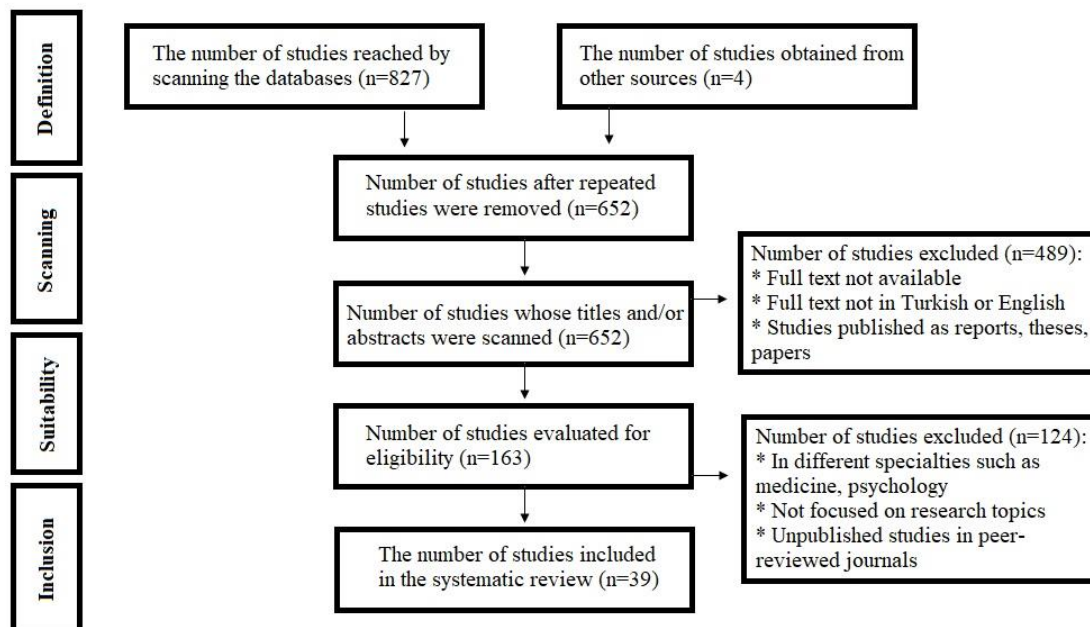 Definition
The number of studies reached by
scanning the databases (n=827)
The number of studies obtained from
other sources (n=4)
Scanning
Number of studies after repeated
studies were removed (n=652)
Number of studies whose titles and/or
abstracts were scanned (n=652)
Number of studies excluded (n=489):
* Full text not available
* Full text not in Turkish or English
* Studies published as reports, theses,
papers
Suitability
Number of studies evaluated for
eligibility (n=163)
Number of studies excluded (n=124):
* In different specialties such as
medicine, psychology
* Not focused on research topics
* Unpublished studies in peer-
reviewed journals
Inclusion
The number of studies included
in the systematic review (n=39)